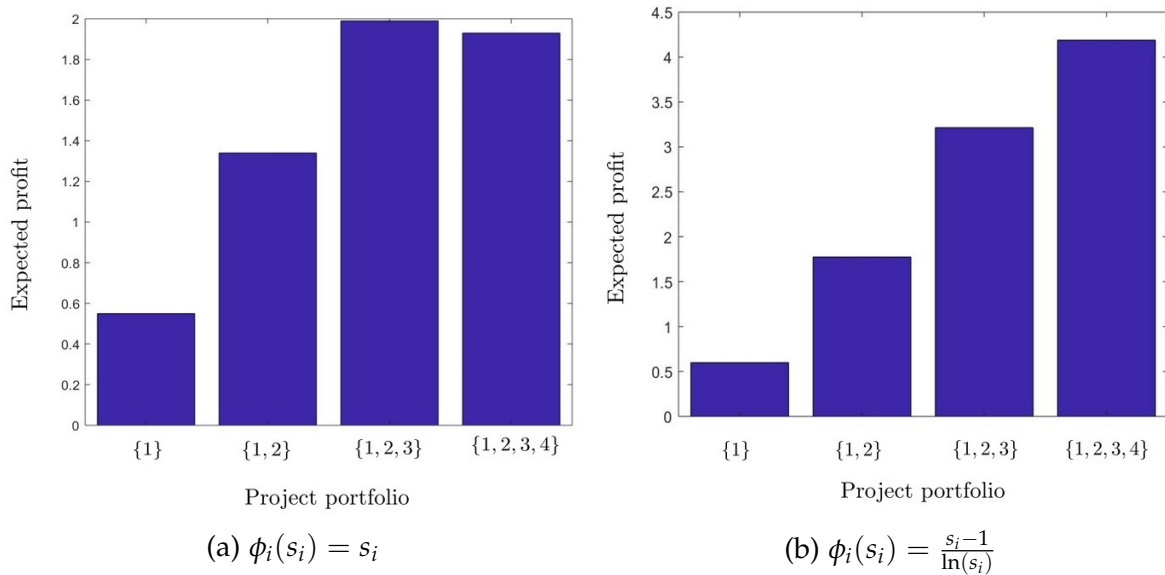 2
1.8
1.6
1.4
1.2
1
0.8
0.6
0.4
0.2
0
Expected profit
{1}
{1, 2}
{1, 2, 3}
{1, 2, 3, 4}
Project portfolio
(a) ϕᵢ(sᵢ) = sᵢ
4.5
4
3.5
3
2.5
2
1.5
1
0.5
0
Expected profit
{1}
{1, 2}
{1, 2, 3}
{1, 2, 3, 4}
Project portfolio
(b) ϕᵢ(sᵢ) = (sᵢ−1)/ln(sᵢ)